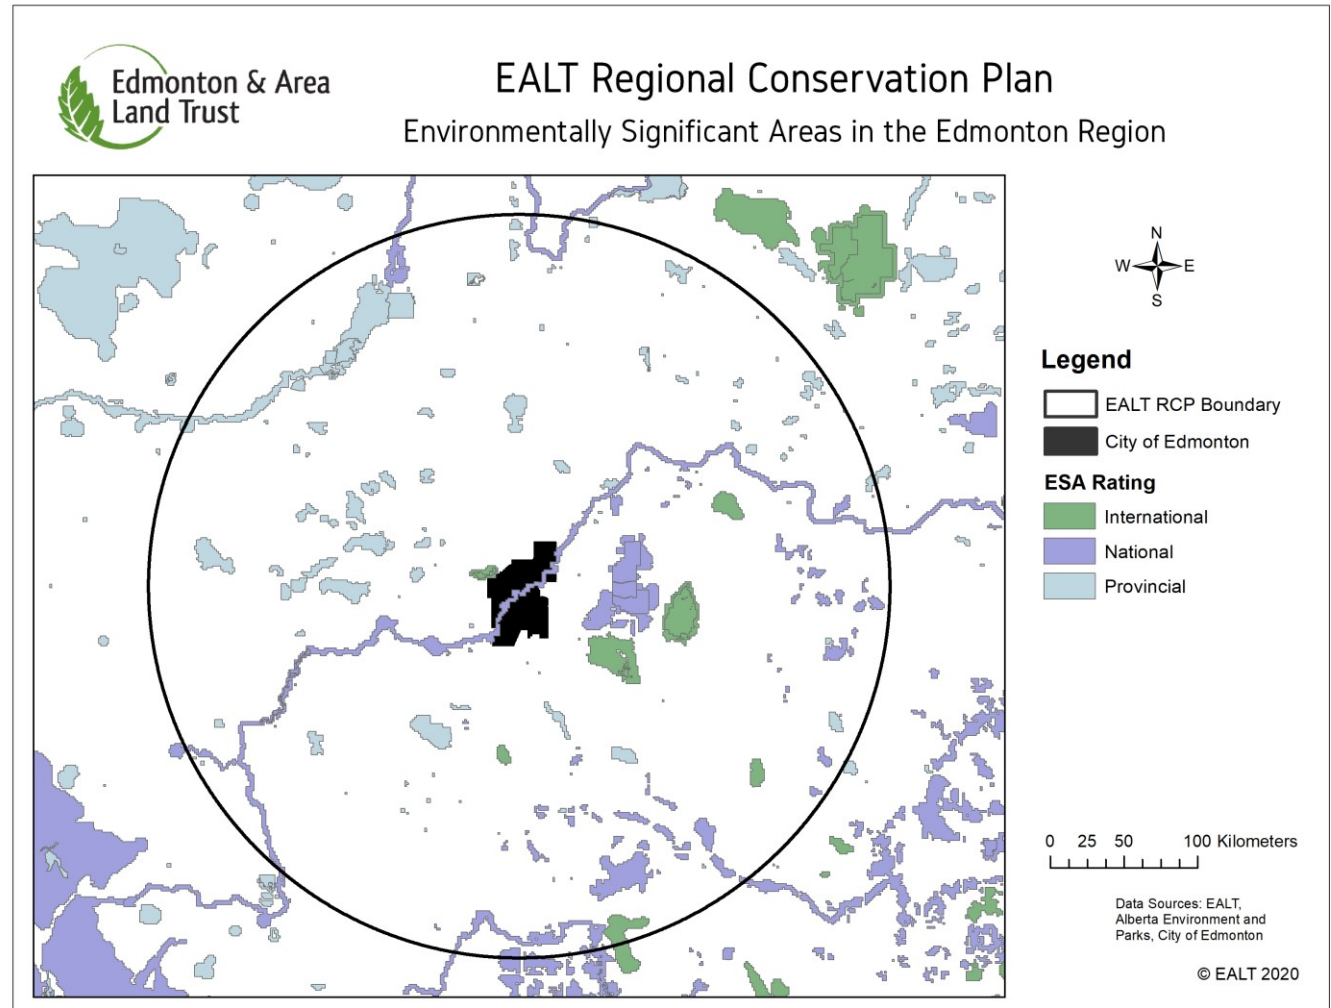 Edmonton & Area
Land Trust
EALT Regional Conservation Plan
Environmentally Significant Areas in the Edmonton Region
N
W E
S
Legend
EALT RCP Boundary
City of Edmonton
ESA Rating
International
National
Provincial
0 25 50 100 Kilometers
Data Sources: EALT,
Alberta Environment and
Parks, City of Edmonton
© EALT 2020